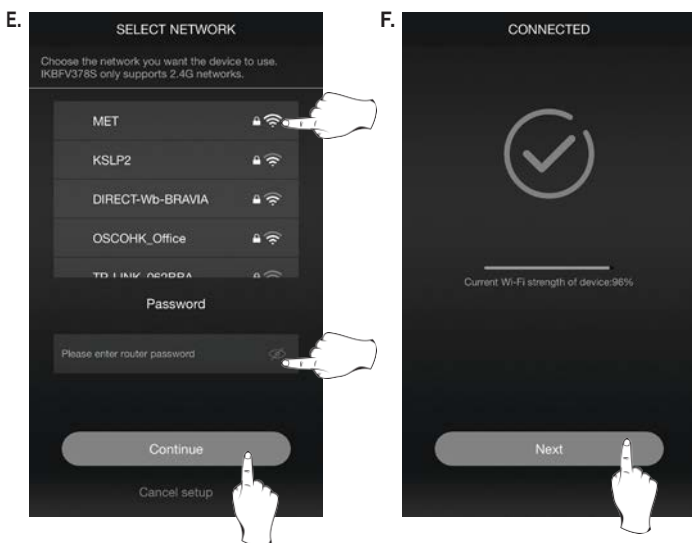 E.
SELECT NETWORK
Choose the network you want the device to use.
IKBFV378S only supports 2.4G networks.
MET
KSLP2
DIRECT-Wb-BRAVIA
OSCOHK_Office
Password
Please enter router password
Continue
Cancel setup
F.
CONNECTED
Current Wi-Fi strength of device:96%
Next